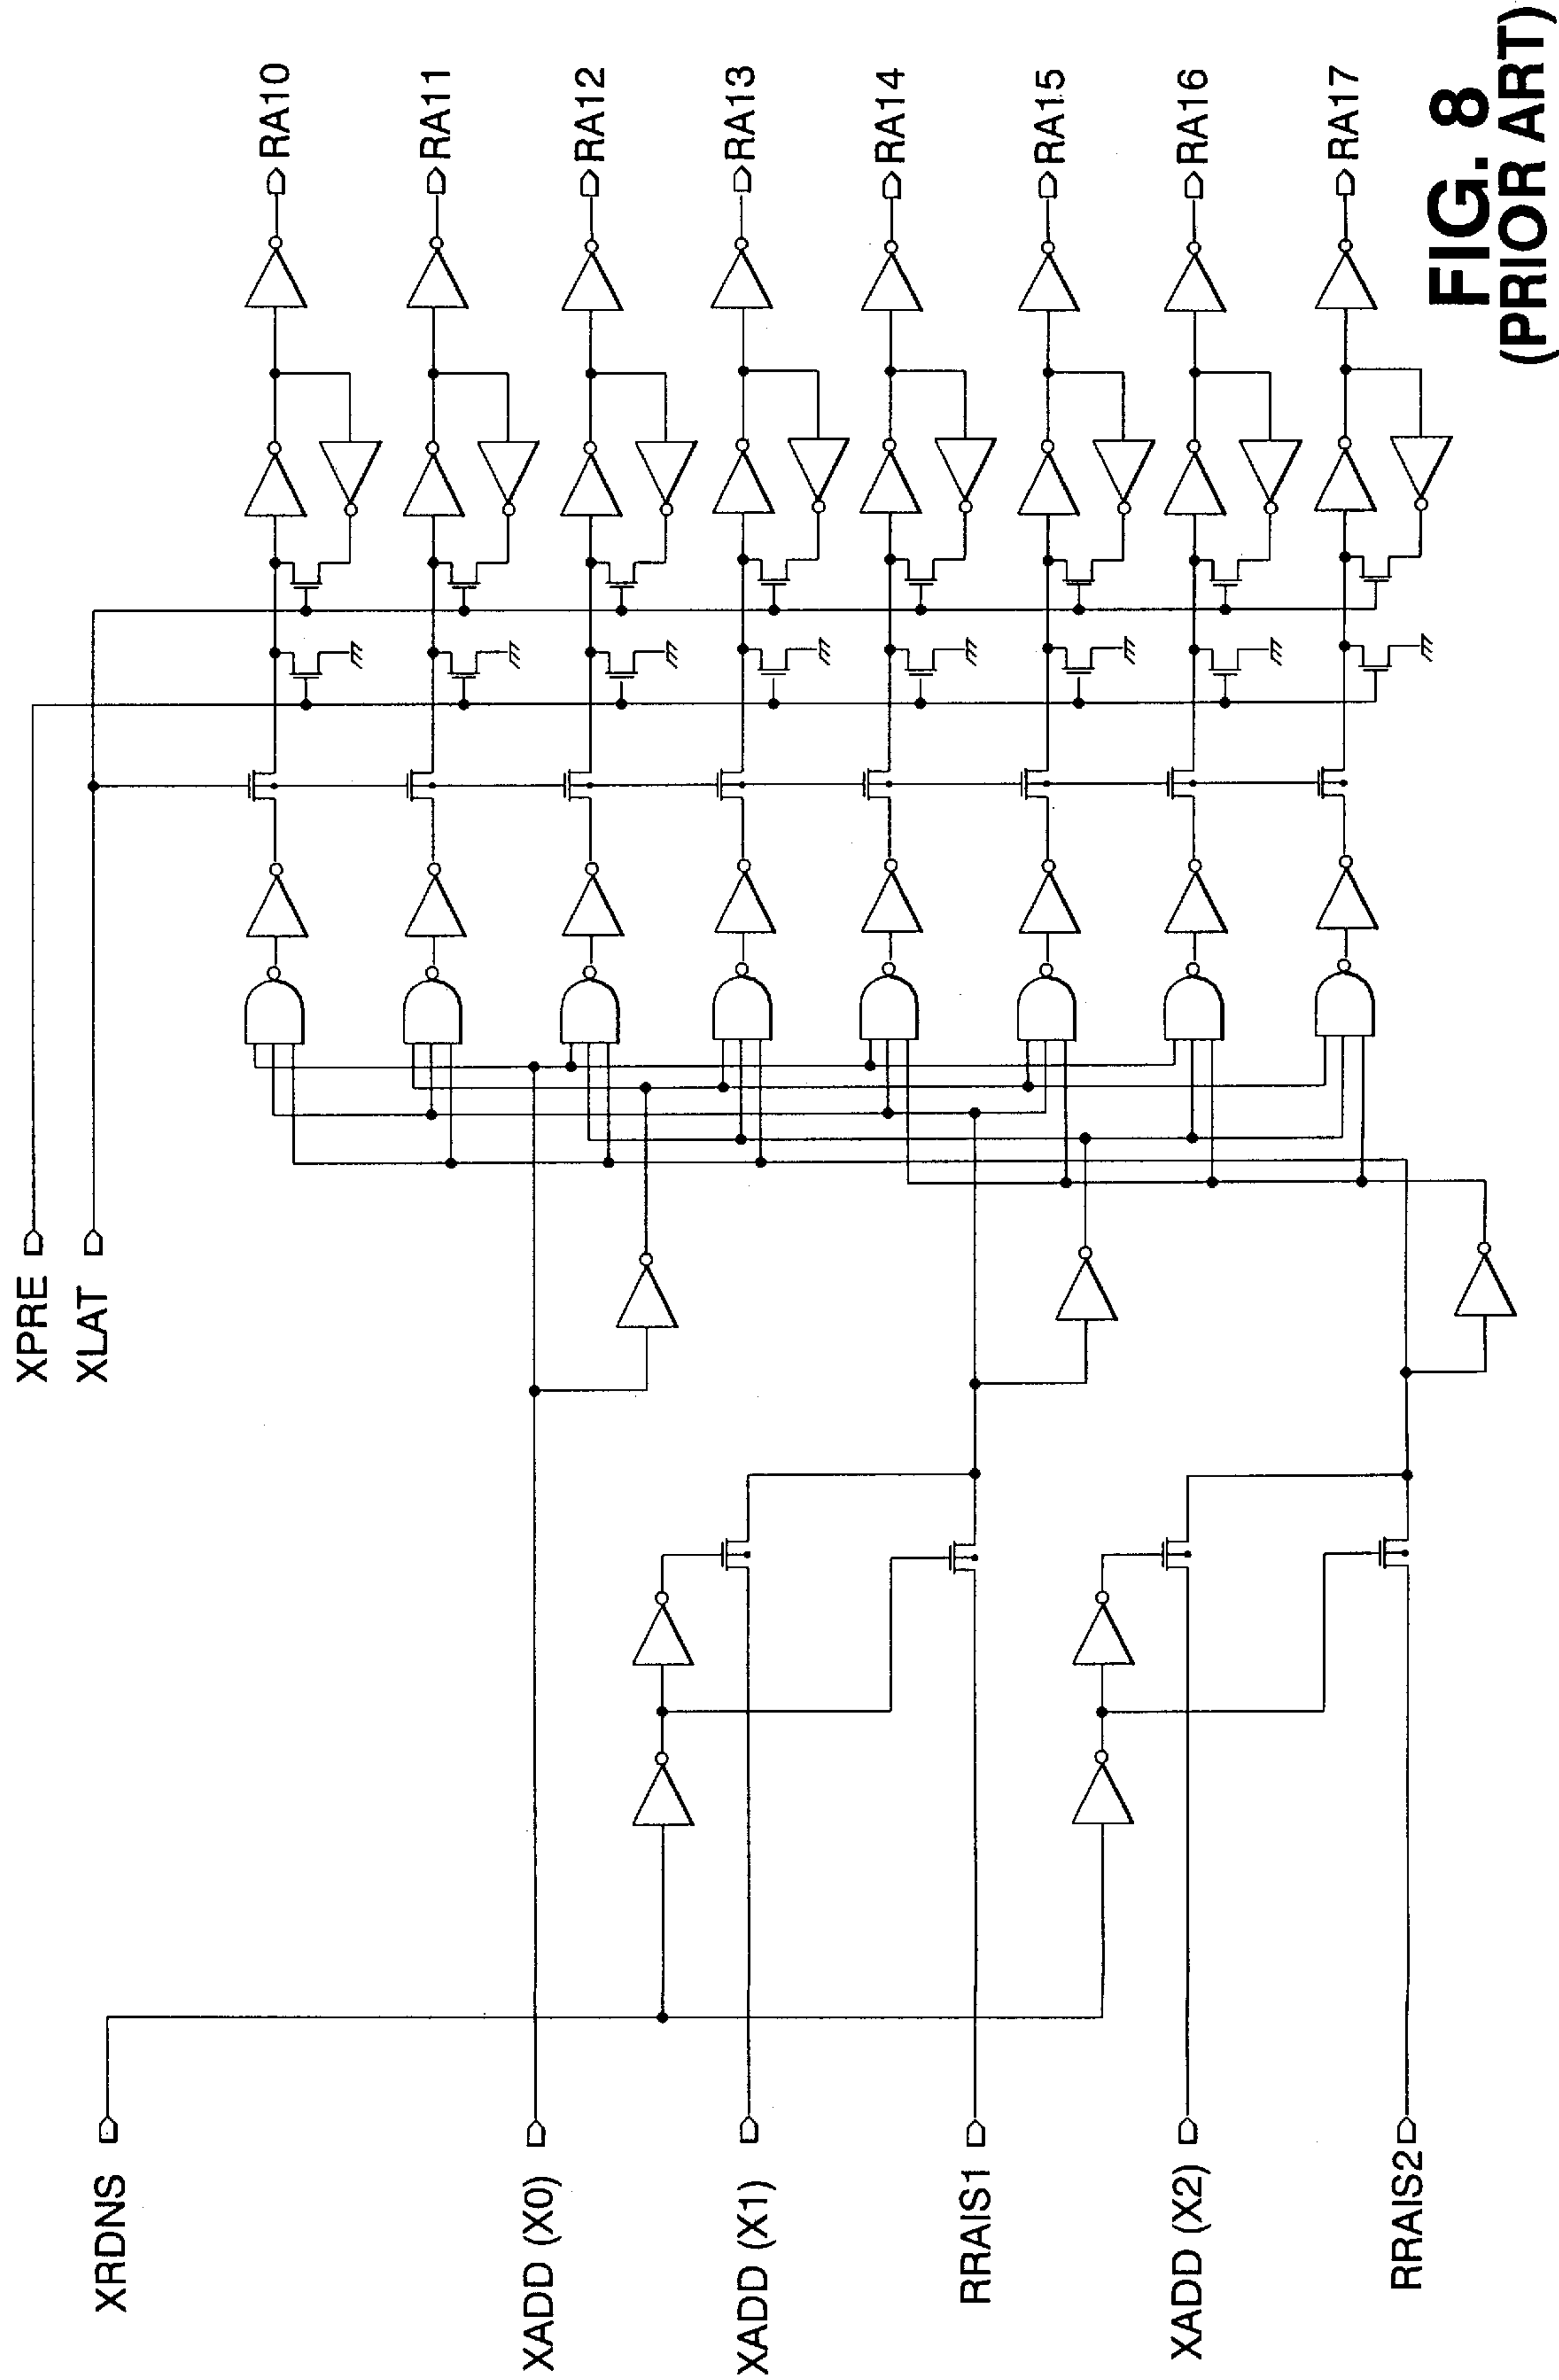 XPRE
XLAT
XRDNS
XADD (X0)
XADD (X1)
RRAIS1
XADD (X2)
RRAIS2
RA10
RA11
RA12
RA13
RA14
RA15
RA16
RA17
FIG. 8
(PRIOR ART)